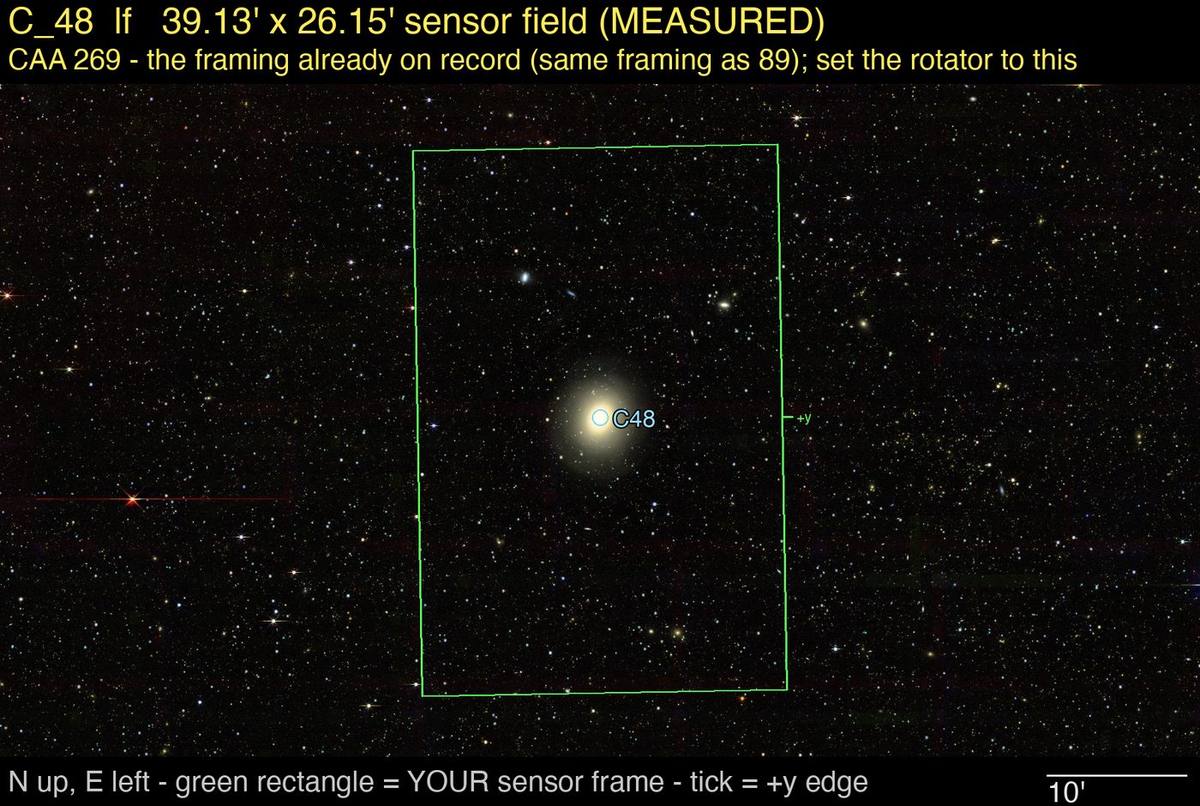 C_48 lf 39.13' x 26.15' sensor field (MEASURED)
CAA 269 - the framing already on record (same framing as 89); set the rotator to this
C48
+y
N up, E left - green rectangle = YOUR sensor frame - tick = +y edge
10'